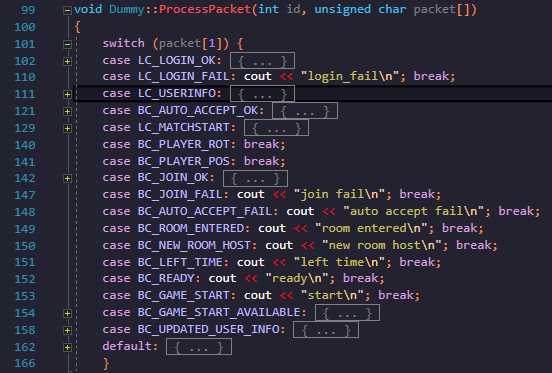 99 void Dummy::ProcessPacket(int id, unsigned char packet[])
100 {
101 switch (packet[1]) {
102 case LC_LOGIN_OK: { ... }
110 case LC_LOGIN_FAIL: cout << "login_fail\n"; break;
111 case LC_USERINFO: { ... }
121 case BC_AUTO_ACCEPT_OK: { ... }
129 case LC_MATCHSTART: { ... }
140 case BC_PLAYER_ROT: break;
141 case BC_PLAYER_POS: break;
142 case BC_JOIN_OK: { ... }
147 case BC_JOIN_FAIL: cout << "join fail\n"; break;
148 case BC_AUTO_ACCEPT_FAIL: cout << "auto accept fail\n"; break;
149 case BC_ROOM_ENTERED: cout << "room entered\n"; break;
150 case BC_NEW_ROOM_HOST: cout << "new room host\n"; break;
151 case BC_LEFT_TIME: cout << "left time\n"; break;
152 case BC_READY: cout << "ready\n"; break;
153 case BC_GAME_START: cout << "start\n"; break;
154 case BC_GAME_START_AVAILABLE: { ... }
158 case BC_UPDATED_USER_INFO: { ... }
162 default: { ... }
166 }